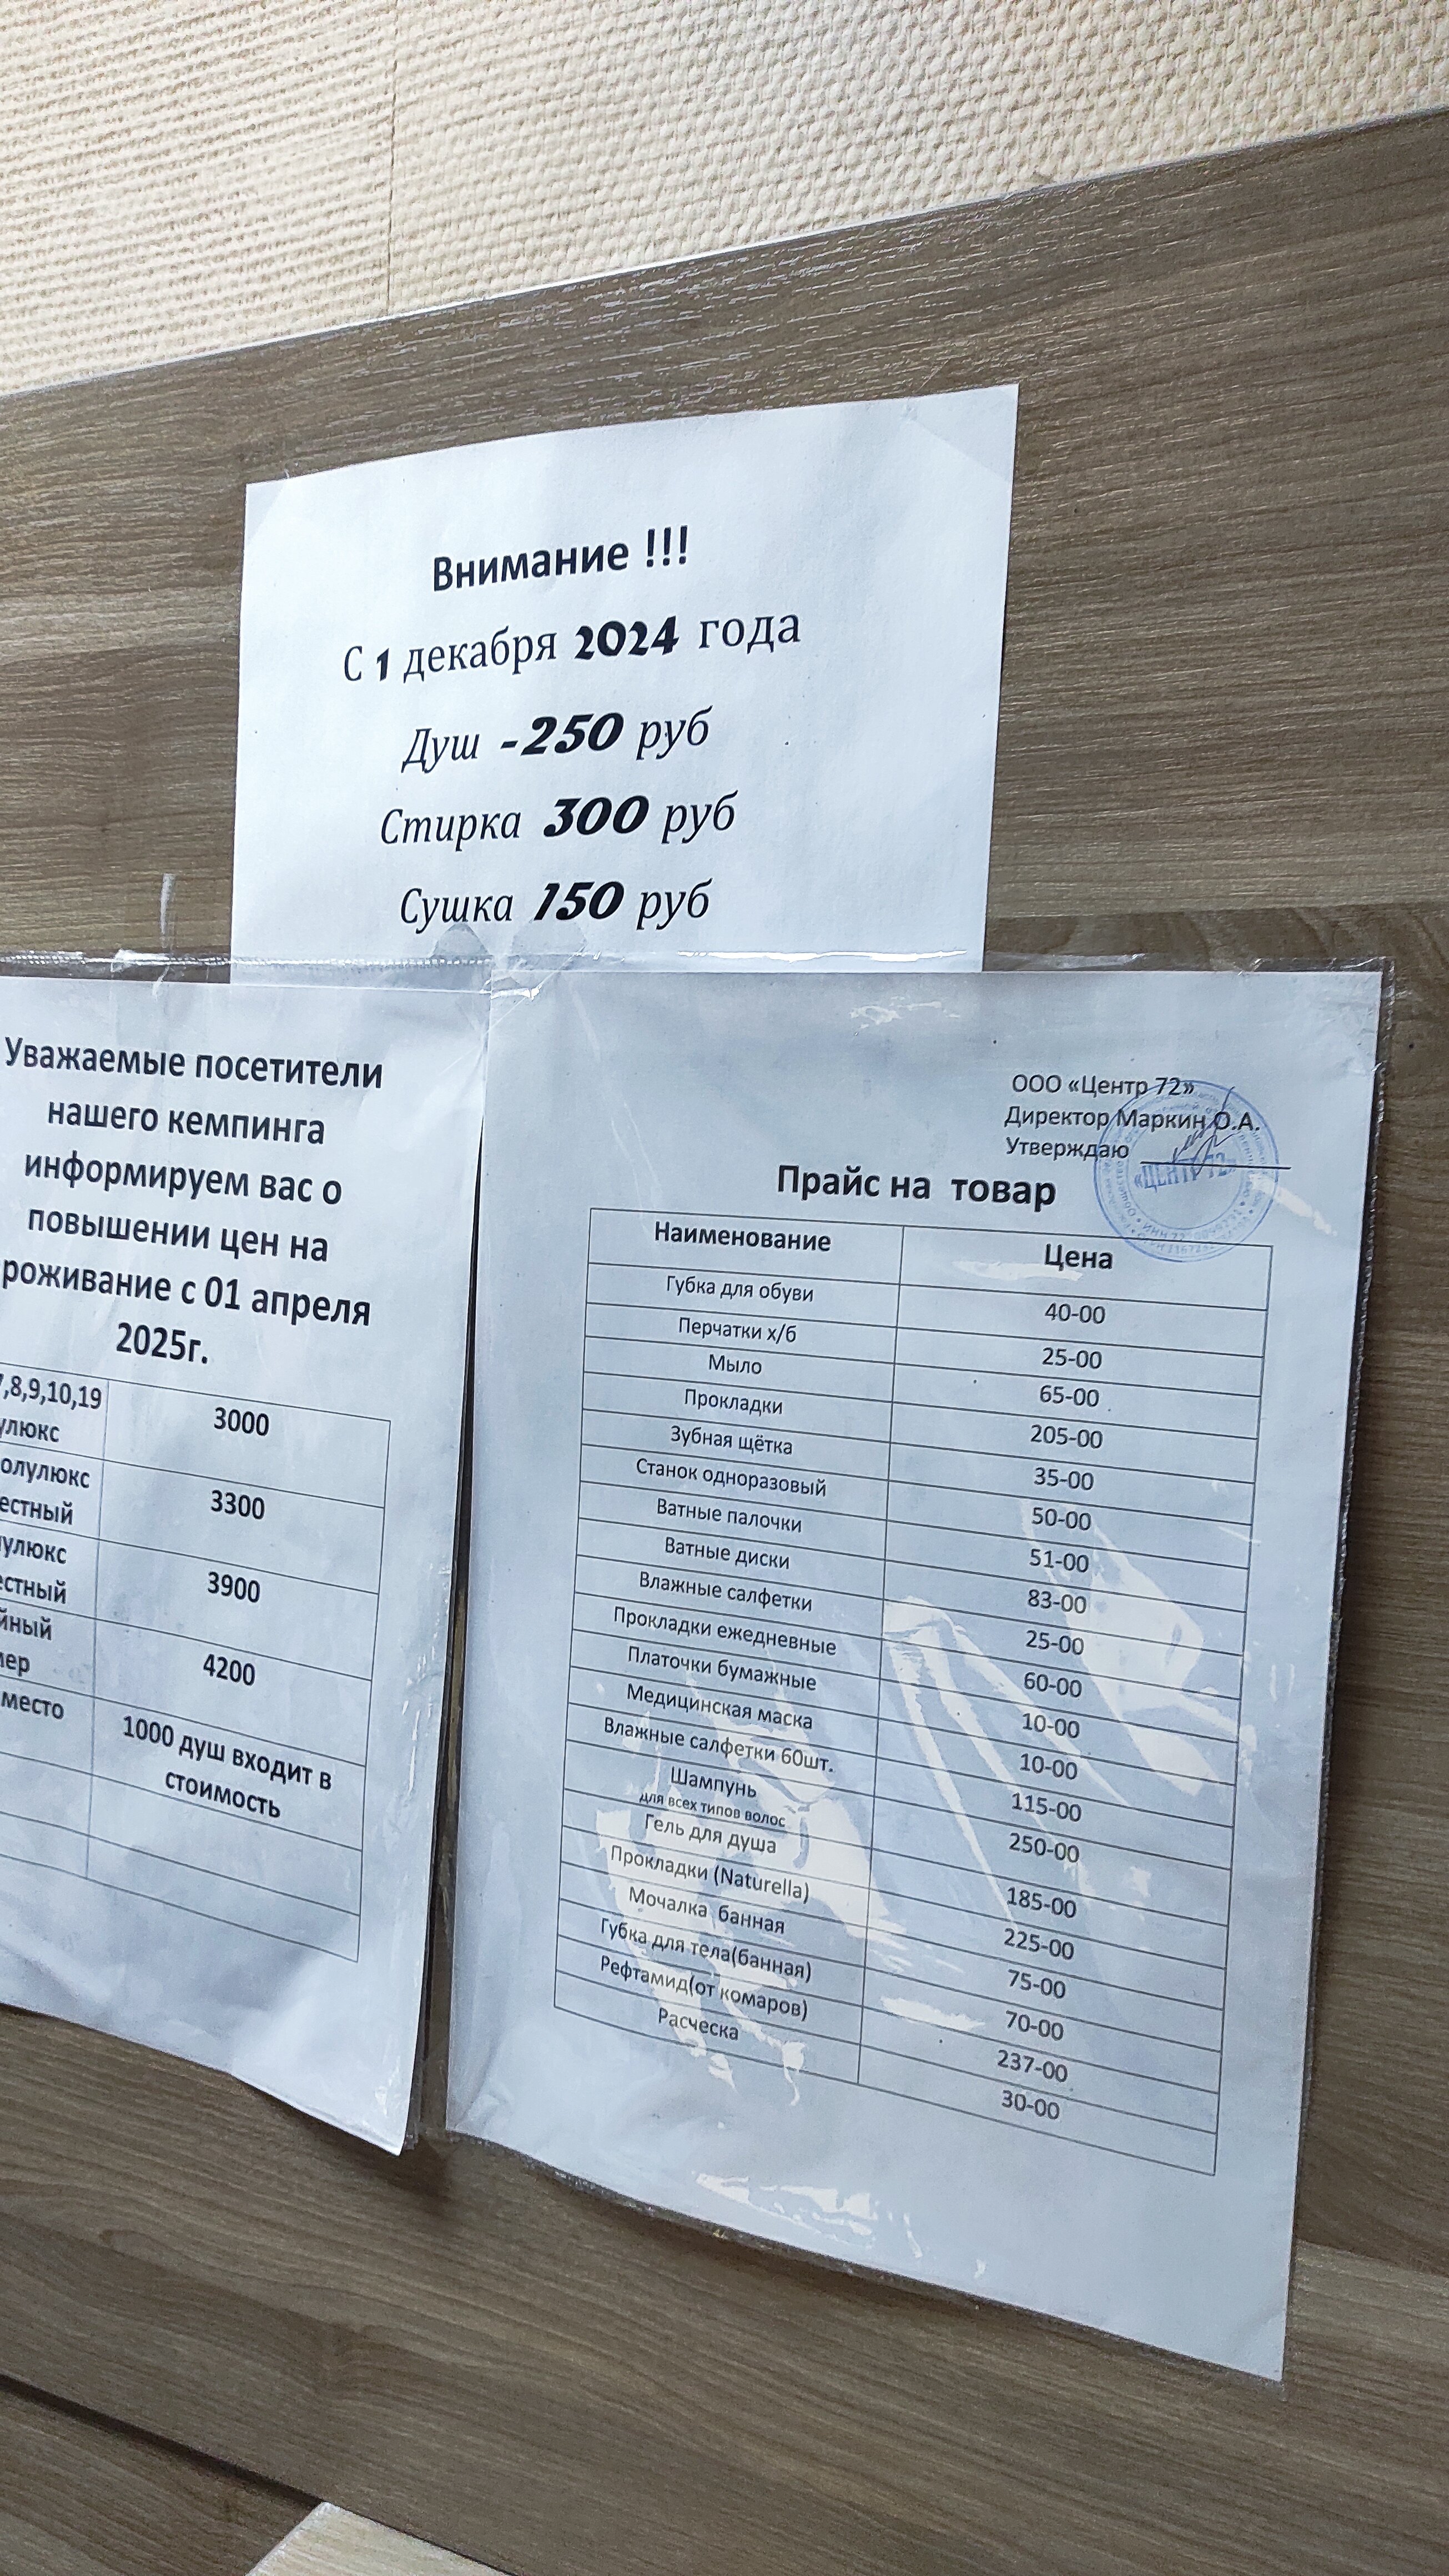 Внимание !!!
С 1 декабря 2024 года
Душ -250 руб
Стирка 300 руб
Сушка 150 руб
Уважаемые посетители
нашего кемпинга
информируем вас о
повышении цен на
роживание с 01 апреля
2025г.
7,8,9,10,19
улюкс
3000
олулюкс
естный
3300
улюкс
естный
3900
йный
мер
4200
место
1000 душ входит в
стоимость
ООО «Центр 72»
Директор Маркин О.А.
Утверждаю
«ЦЕНТР 72»
Прайс на товар
Наименование Цена
Губка для обуви 40-00
Перчатки х/б 25-00
Мыло 65-00
Прокладки 205-00
Зубная щётка 35-00
Станок одноразовый 50-00
Ватные палочки 51-00
Ватные диски 83-00
Влажные салфетки 25-00
Прокладки ежедневные 60-00
Платочки бумажные 10-00
Медицинская маска 10-00
Влажные салфетки 60шт. 115-00
Шампунь 250-00
для всех типов волос
Гель для душа 185-00
Прокладки (Naturella) 225-00
Мочалка банная 75-00
Губка для тела(банная) 70-00
Рефтамид(от комаров) 237-00
Расческа 30-00